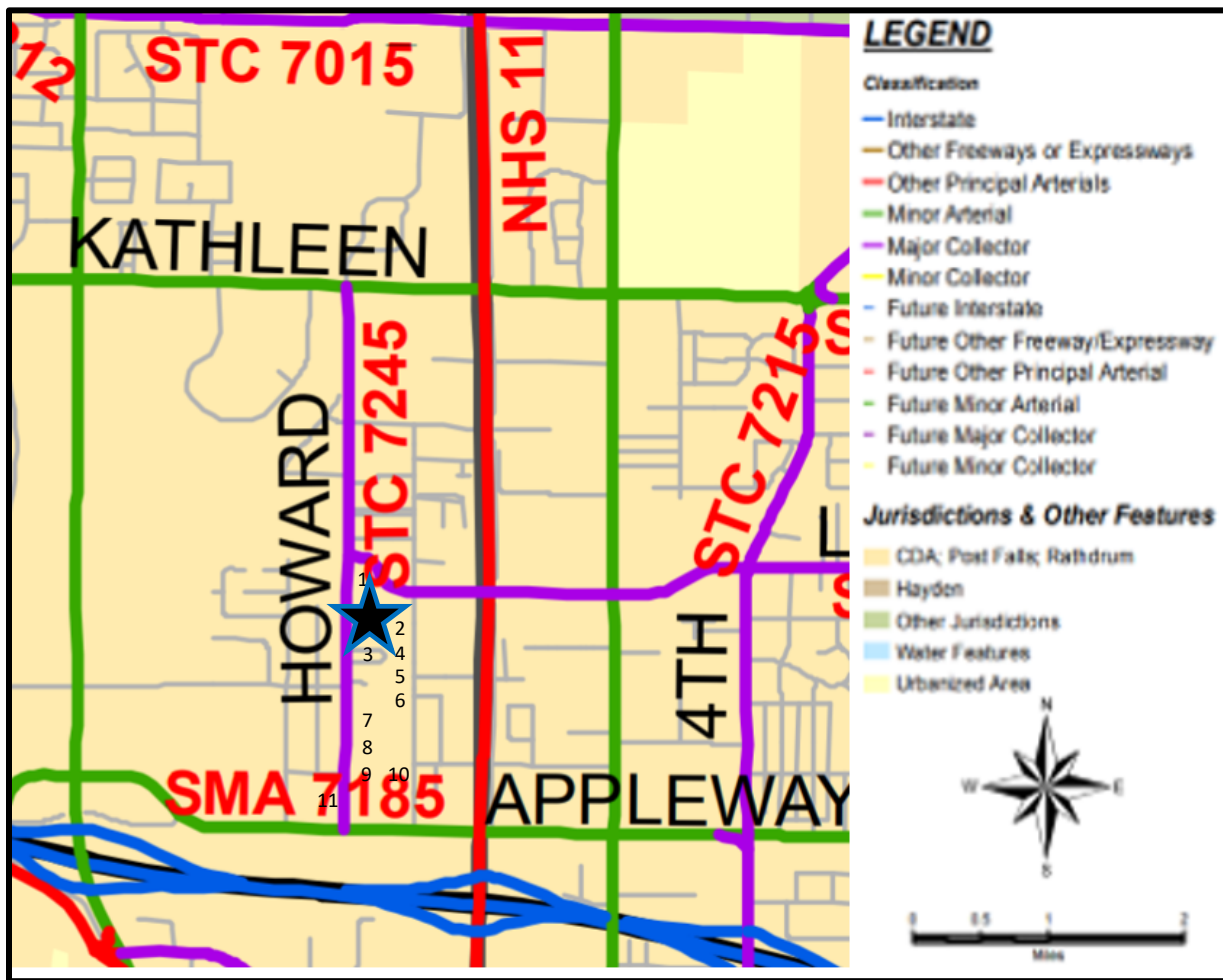 312
STC 7015
NHS 11
KATHLEEN
STC 7245
HOWARD
STC 7215
S
L
S
4TH
1
2
3
4
5
6
7
8
9
10
11
SMA 7185
APPLEWAY
LEGEND
Classification
Interstate
Other Freeways or Expressways
Other Principal Arterials
Minor Arterial
Major Collector
Minor Collector
Future Interstate
Future Other Freeway/Expressway
Future Other Principal Arterial
Future Minor Arterial
Future Major Collector
Future Minor Collector
Jurisdictions & Other Features
CDA; Post Falls; Rathdrum
Hayden
Other Jurisdictions
Water Features
Urbanized Area
N
W
E
S
0 0.5 1 2
Miles